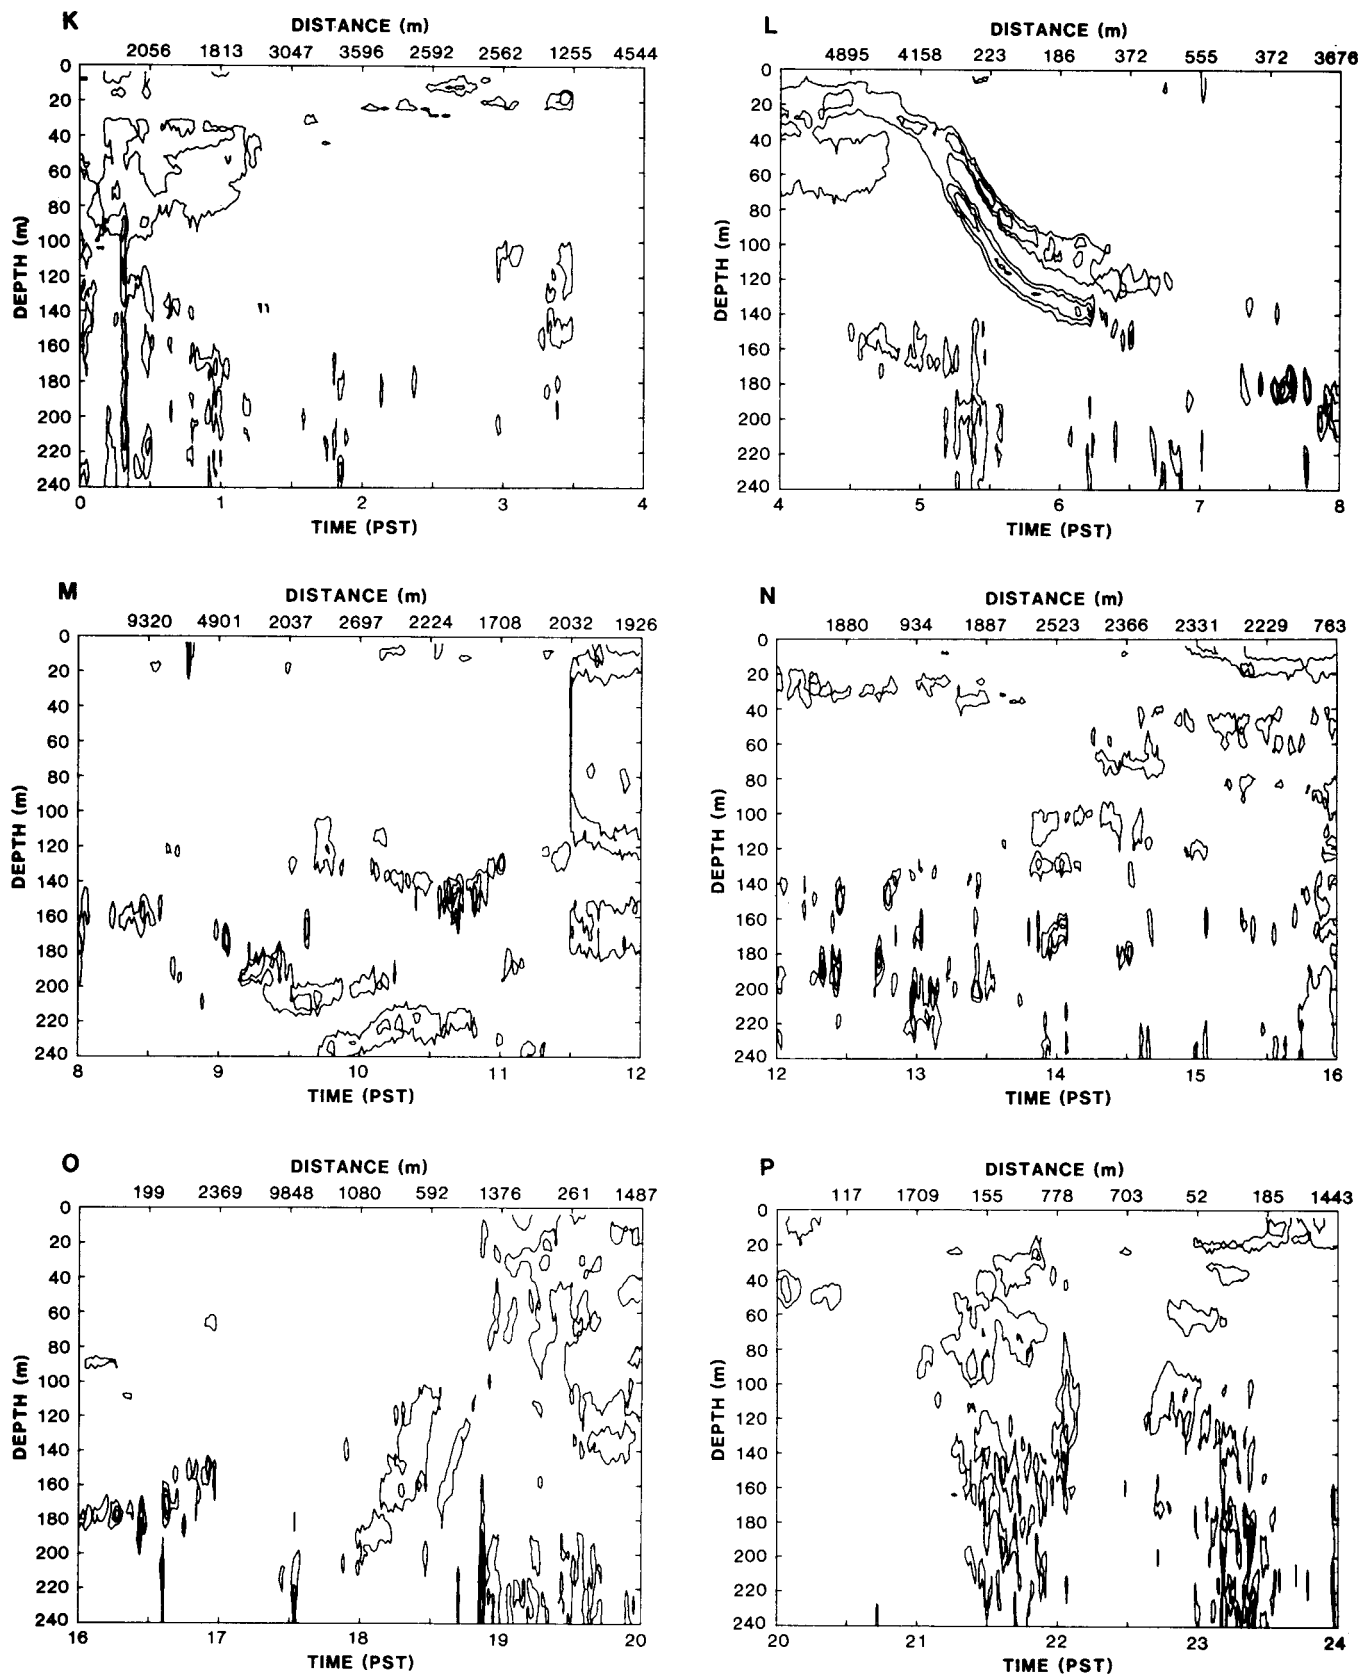 K
DISTANCE (m)
2056 1813 3047 3596 2592 2562 1255 4544
0
20
40
60
80
100
120
140
160
180
200
220
240
DEPTH (m)
0 1 2 3 4
TIME (PST)
L
DISTANCE (m)
4895 4158 223 186 372 555 372 3676
0
20
40
60
80
100
120
140
160
180
200
220
240
DEPTH (m)
4 5 6 7 8
TIME (PST)
M
DISTANCE (m)
9320 4901 2037 2697 2224 1708 2032 1926
0
20
40
60
80
100
120
140
160
180
200
220
240
DEPTH (m)
8 9 10 11 12
TIME (PST)
N
DISTANCE (m)
1880 934 1887 2523 2366 2331 2229 763
0
20
40
60
80
100
120
140
160
180
200
220
240
DEPTH (m)
12 13 14 15 16
TIME (PST)
O
DISTANCE (m)
199 2369 9848 1080 592 1376 261 1487
0
20
40
60
80
100
120
140
160
180
200
220
240
DEPTH (m)
16 17 18 19 20
TIME (PST)
P
DISTANCE (m)
117 1709 155 778 703 52 185 1443
0
20
40
60
80
100
120
140
160
180
200
220
240
DEPTH (m)
20 21 22 23 24
TIME (PST)